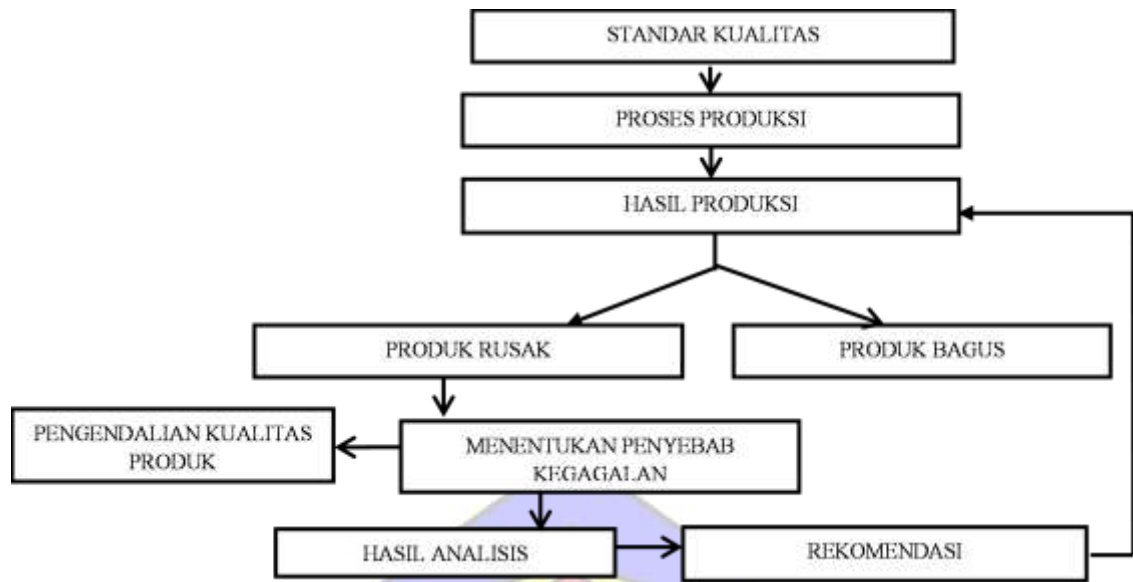 STANDAR KUALITAS
PROSES PRODUKSI
HASIL PRODUKSI
PRODUK RUSAK
PRODUK BAGUS
PENGENDALIAN KUALITAS
PRODUK
MENENTUKAN PENYEBAB
KEGAGALAN
HASIL ANALISIS
REKOMENDASI